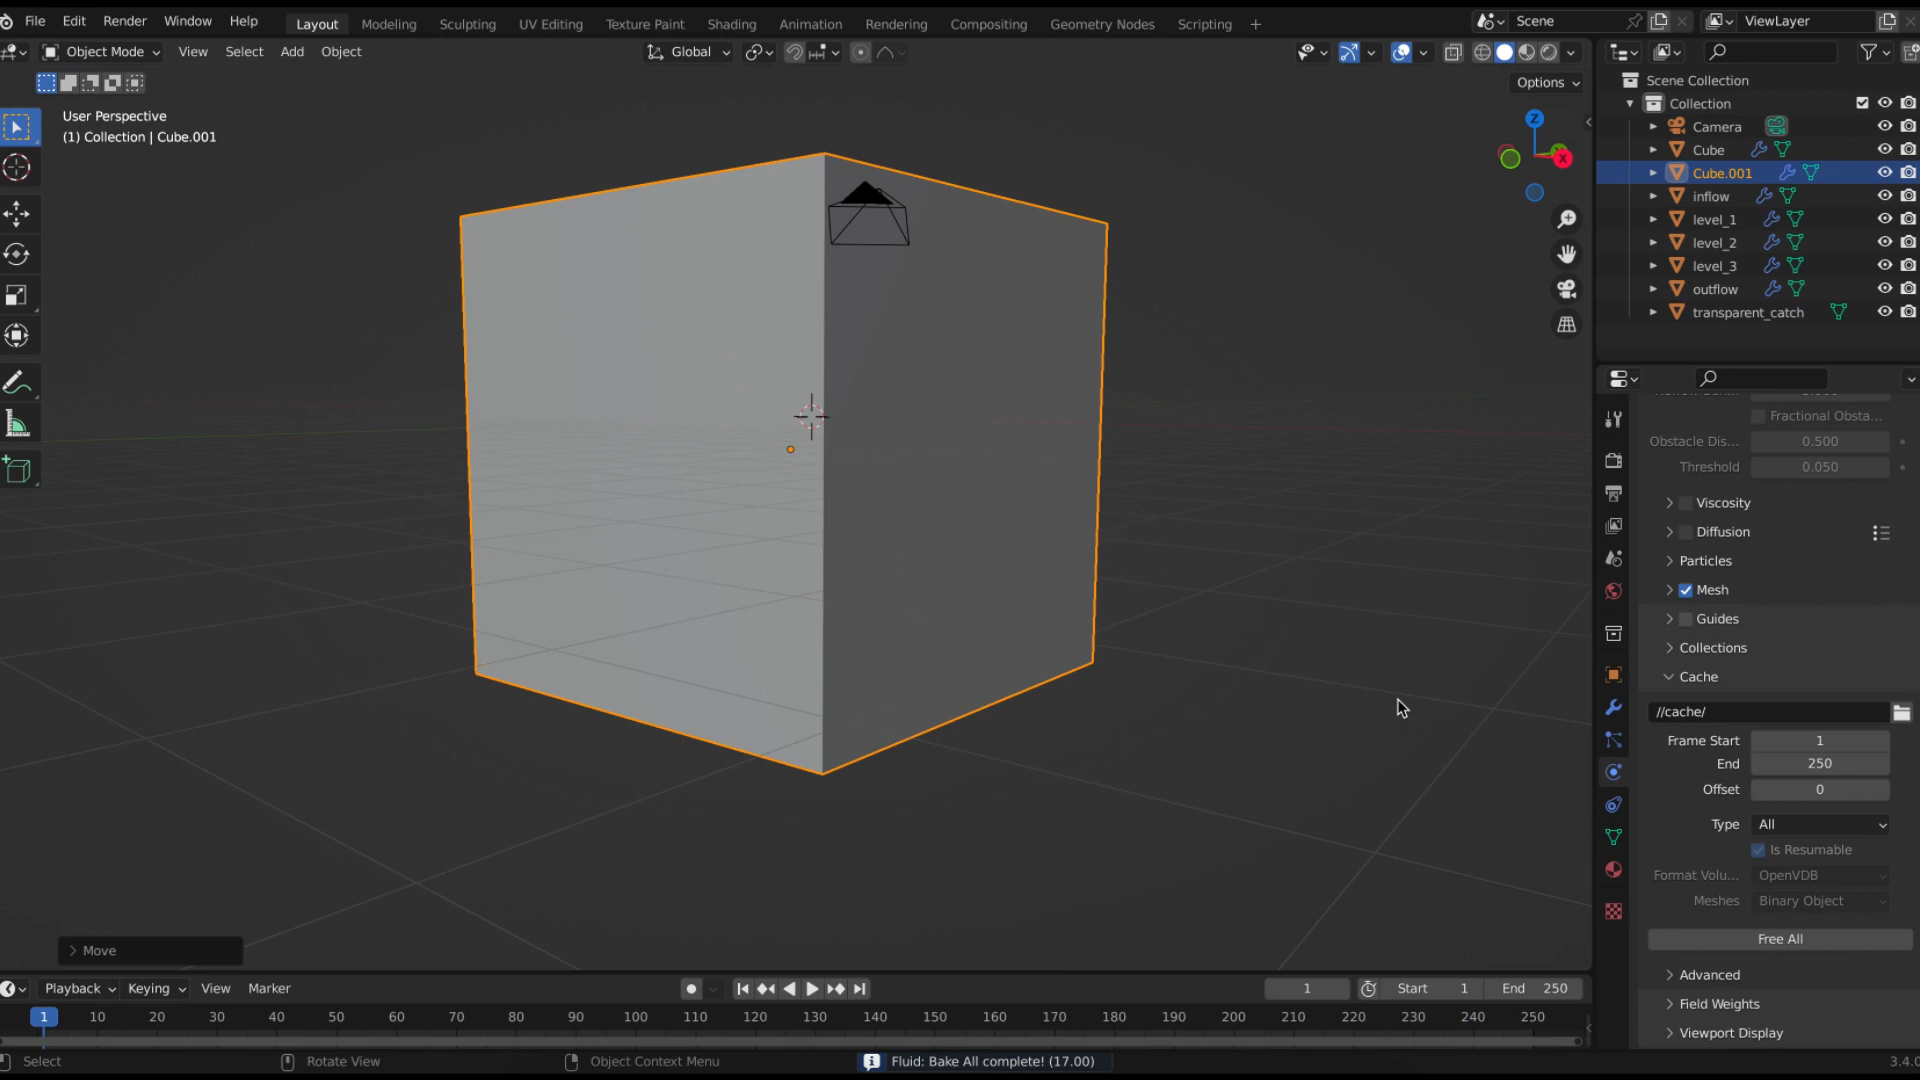 File Edit Render Window Help Layout Modeling Sculpting UV Editing Texture Paint Shading Animation Rendering Compositing Geometry Nodes Scripting + Scene ViewLayer
Object Mode View Select Add Object Global
Options
User Perspective
(1) Collection | Cube.001
Z
X
Scene Collection
Collection
Camera
Cube
Cube.001
inflow
level_1
level_2
level_3
outflow
transparent_catch
Fractional Obsta...
Obstacle Dis... 0.500
Threshold 0.050
Viscosity
Diffusion
Particles
Mesh
Guides
Collections
Cache
//cache/
Frame Start 1
End 250
Offset 0
Type All
Is Resumable
Format Volu... OpenVDB
Meshes Binary Object
Free All
Advanced
Field Weights
Viewport Display
Move
Playback Keying View Marker 1 Start 1 End 250
1 10 20 30 40 50 60 70 80 90 100 110 120 130 140 150 160 170 180 190 200 210 220 230 240 250
Select Rotate View Object Context Menu Fluid: Bake All complete! (17.00) 3.4.0